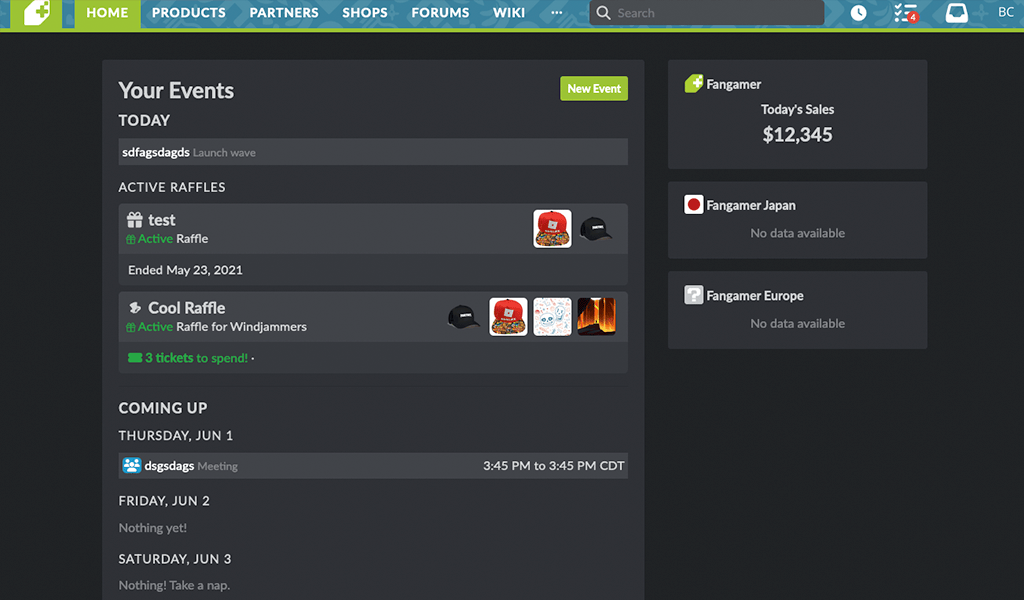 HOME PRODUCTS PARTNERS SHOPS FORUMS WIKI ··· Search 4 BC
Your Events New Event
TODAY
sdfagsdagds Launch wave
ACTIVE RAFFLES
test
Active Raffle
Ended May 23, 2021
Cool Raffle
Active Raffle for Windjammers
3 tickets to spend! ·
COMING UP
THURSDAY, JUN 1
dsgsdags Meeting 3:45 PM to 3:45 PM CDT
FRIDAY, JUN 2
Nothing yet!
SATURDAY, JUN 3
Nothing! Take a nap.
Fangamer
Today's Sales
$12,345
Fangamer Japan
No data available
? Fangamer Europe
No data available